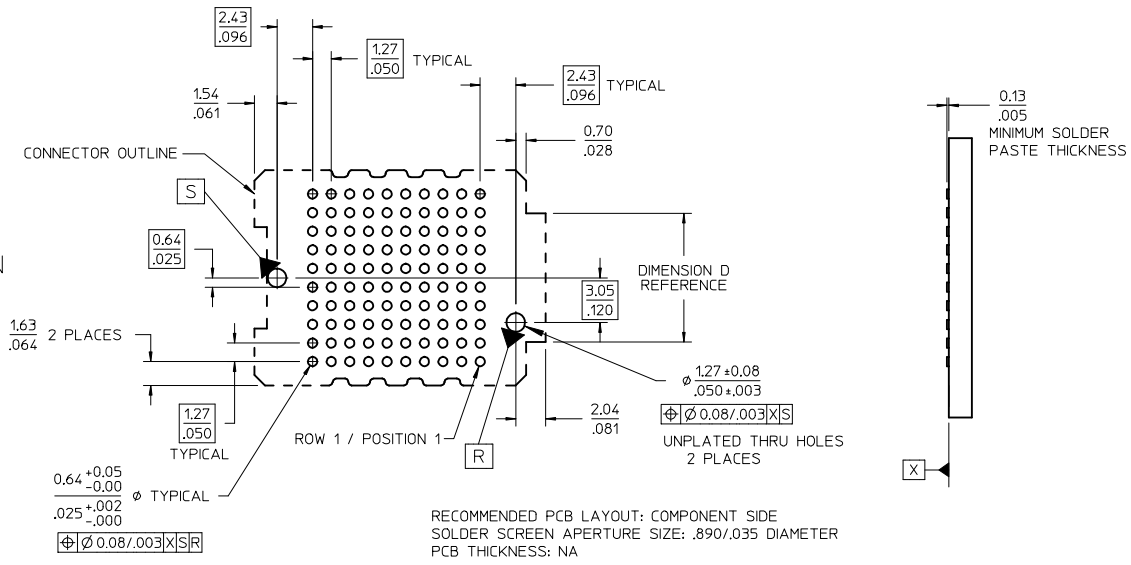 2.43
.096
1.27
.050
TYPICAL
2.43
.096
TYPICAL
1.54
.061
0.70
.028
0.13
.005
MINIMUM SOLDER
PASTE THICKNESS
CONNECTOR OUTLINE
S
0.64
.025
N
DIMENSION D
REFERENCE
3.05
.120
1.63
.064
2 PLACES
⌀ 1.27 ±0.08
.050 ±.003
⌖ ⌀ 0.08/.003 X S
UNPLATED THRU HOLES
2 PLACES
1.27
.050
TYPICAL
ROW 1 / POSITION 1
R
2.04
.081
X
0.64 +0.05 -0.00
.025 +.002 -.000
⌀ TYPICAL
⌖ ⌀ 0.08/.003 X S R
RECOMMENDED PCB LAYOUT: COMPONENT SIDE
SOLDER SCREEN APERTURE SIZE: .890/.035 DIAMETER
PCB THICKNESS: NA